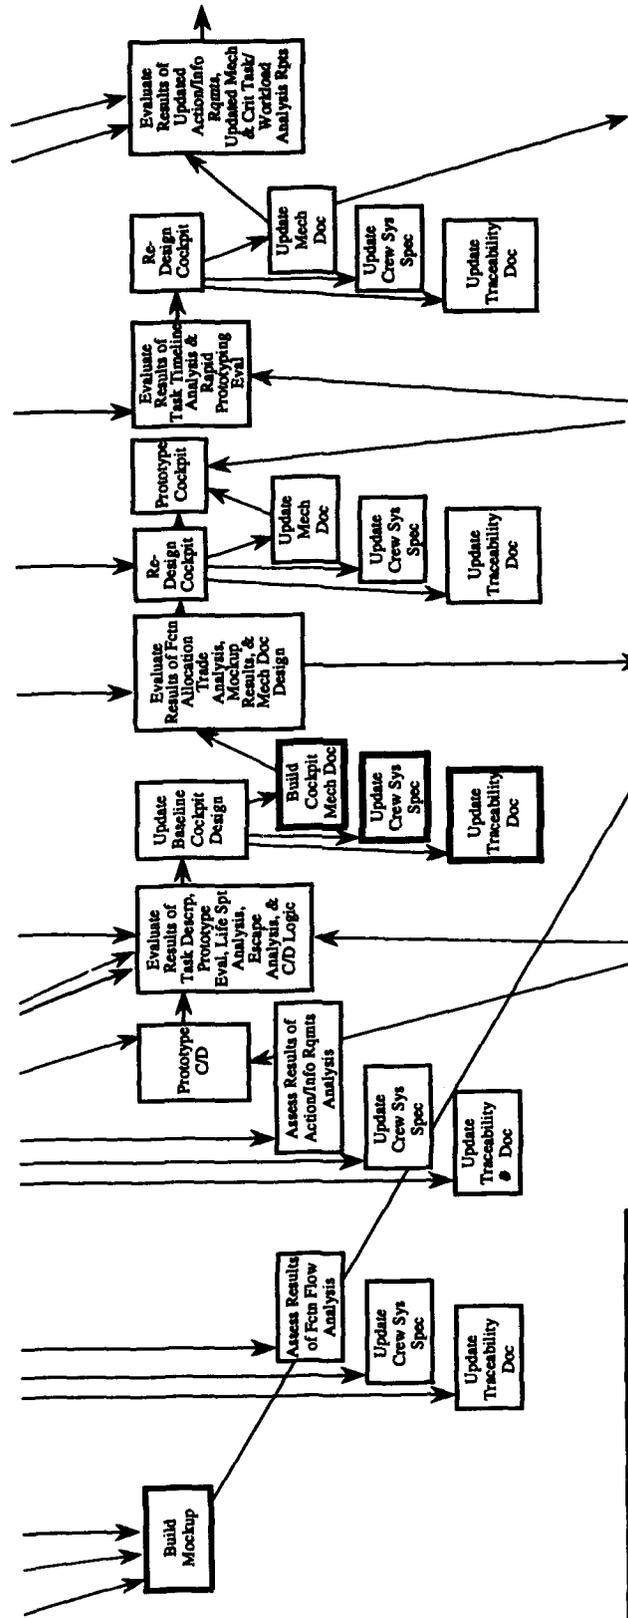 Build
Mockup
Assess Results
of Fctn Flow
Analysis
Update
Crew Sys
Spec
Update
Traceability
Doc
Assess Results of
Action/Info Rqmts
Analysis
Update
Crew Sys
Spec
Update
Traceability
Doc
Prototype
C/D
Evaluate
Results of
Task Descrp,
Prototype
Eval, Life Spt
Analysis,
Escape
Analysis, &
C/D Logic
Update
Baseline
Cockpit
Design
Build
Cockpit
Mech Doc
Update
Crew Sys
Spec
Update
Traceability
Doc
Evaluate
Results of Fctn
Allocation
Trade
Analysis,
Mockup
Results, &
Mech Doc
Design
Re-
Design
Cockpit
Update
Mech
Doc
Update
Crew Sys
Spec
Update
Traceability
Doc
Prototype
Cockpit
Evaluate
Results of
Task Timeline
Analysis &
Rapid
Prototyping
Eval
Re-
Design
Cockpit
Update
Mech
Doc
Update
Crew Sys
Spec
Update
Traceability
Doc
Evaluate
Results of
Updated
Action/Info
Rqmts,
Updated Mech
& Crit Task/
Workload
Analysis Rpts